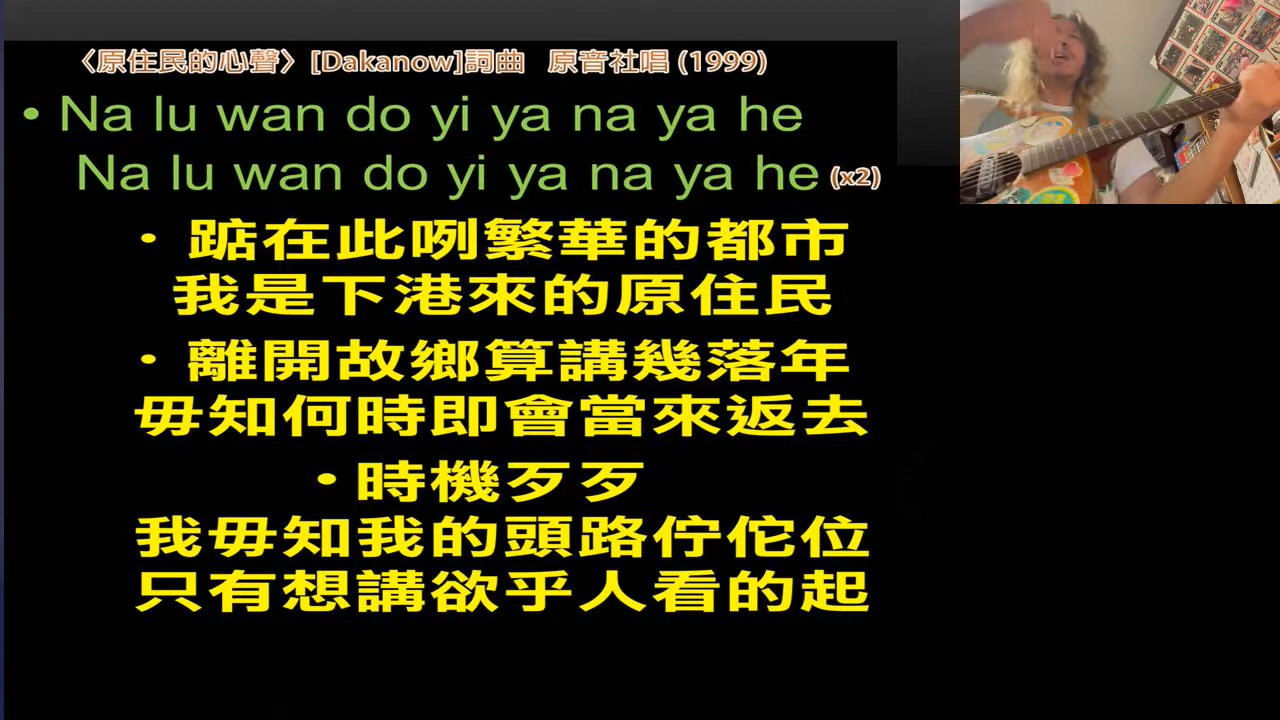 〈原住民的心聲〉[Dakanow]詞曲 原音社唱 (1999)
• Na lu wan do yi ya na ya he
Na lu wan do yi ya na ya he (x2)
• 踮在此咧繁華的都市
我是下港來的原住民
• 離開故鄉算講幾落年
毋知何時即會當來返去
• 時機歹歹
我毋知我的頭路佇佗位
只有想講欲乎人看的起